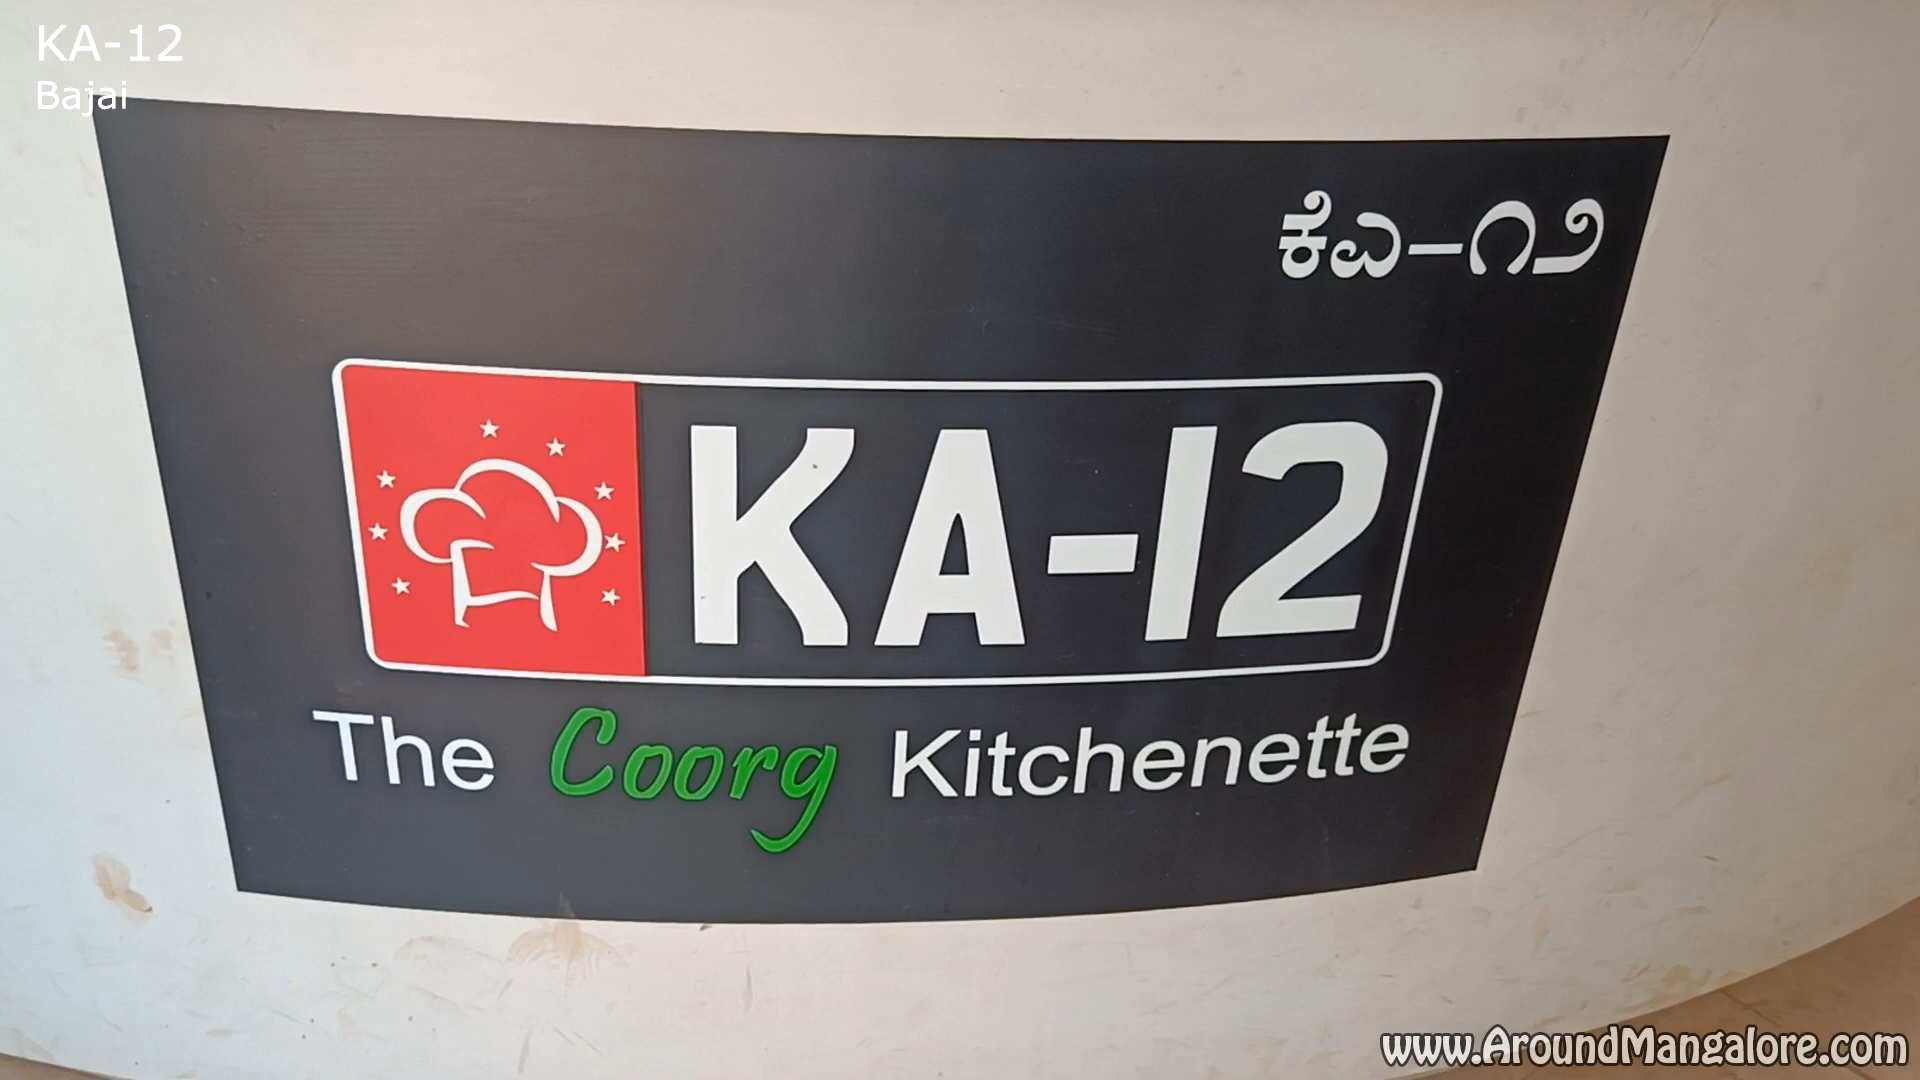 KA-12
Bajai
ಕೆಎ-೧೨
KA-12
The Coorg Kitchenette
www.AroundMangalore.com